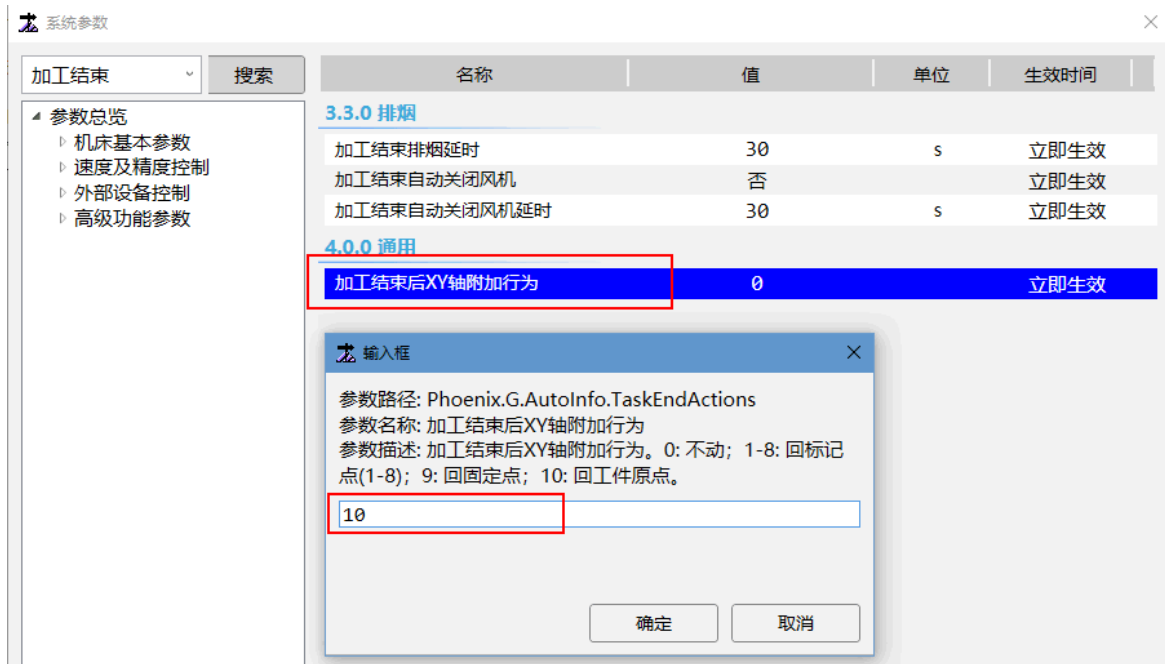 系统参数
加工结束 搜索
名称 值 单位 生效时间
参数总览
机床基本参数
速度及精度控制
外部设备控制
高级功能参数
3.3.0 排烟
加工结束排烟延时 30 s 立即生效
加工结束自动关闭风机 否 立即生效
加工结束自动关闭风机延时 30 s 立即生效
4.0.0 通用
加工结束后XY轴附加行为 0 立即生效
输入框
参数路径: Phoenix.G.AutoInfo.TaskEndActions
参数名称: 加工结束后XY轴附加行为
参数描述: 加工结束后XY轴附加行为。0: 不动；1-8: 回标记
点(1-8)；9: 回固定点；10: 回工件原点。
10
确定 取消